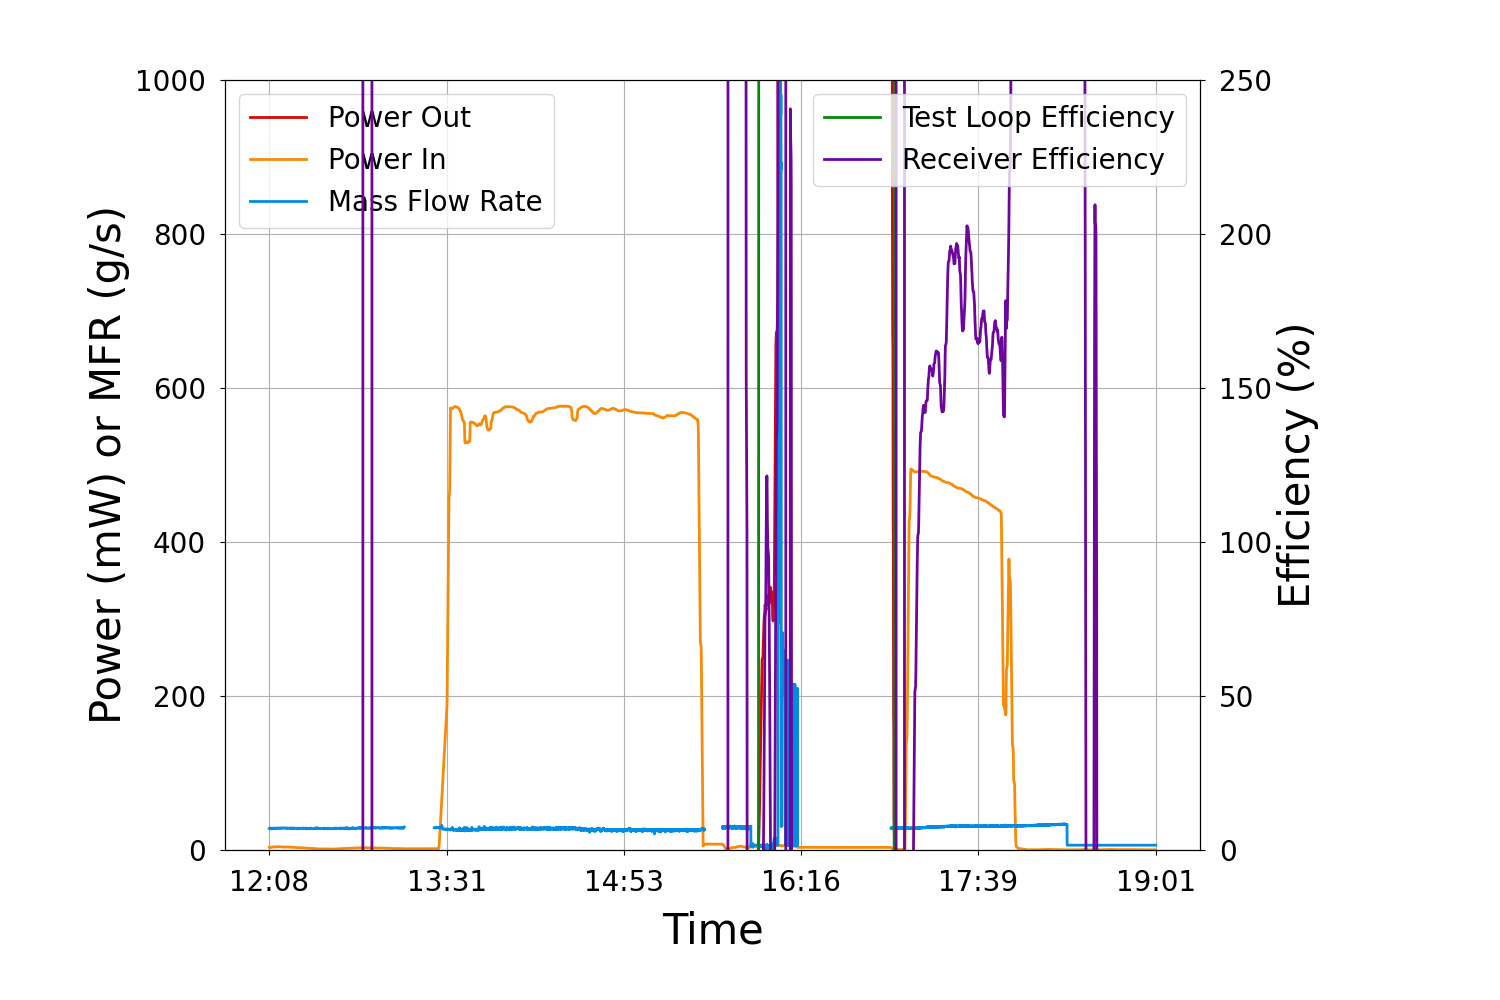 1000
800
600
400
200
0
Power (mW) or MFR (g/s)
Power Out
Power In
Mass Flow Rate
Test Loop Efficiency
Receiver Efficiency
250
200
150
100
50
0
Efficiency (%)
12:08 13:31 14:53 16:16 17:39 19:01
Time